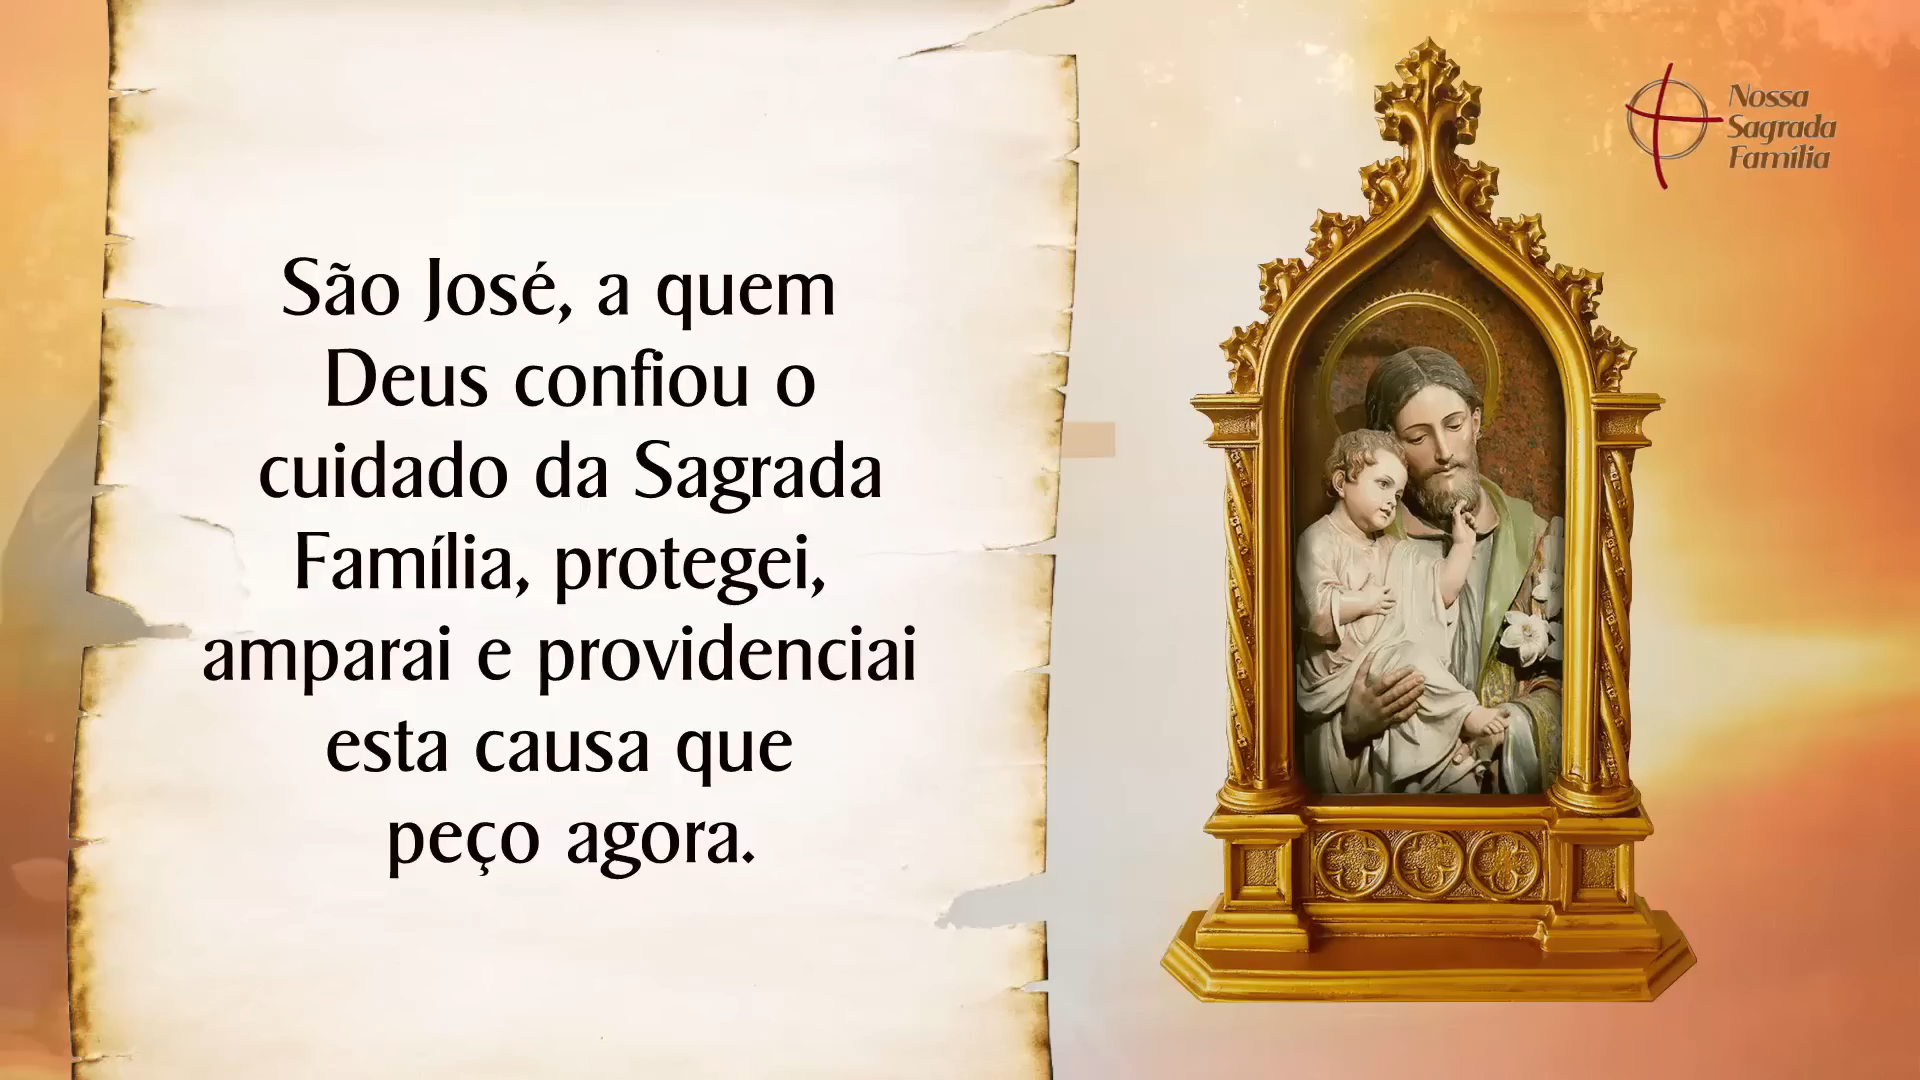 São José, a quem
Deus confiou o
cuidado da Sagrada
Família, protegei,
amparai e providenciai
esta causa que
peço agora.
Nossa
Sagrada
Família